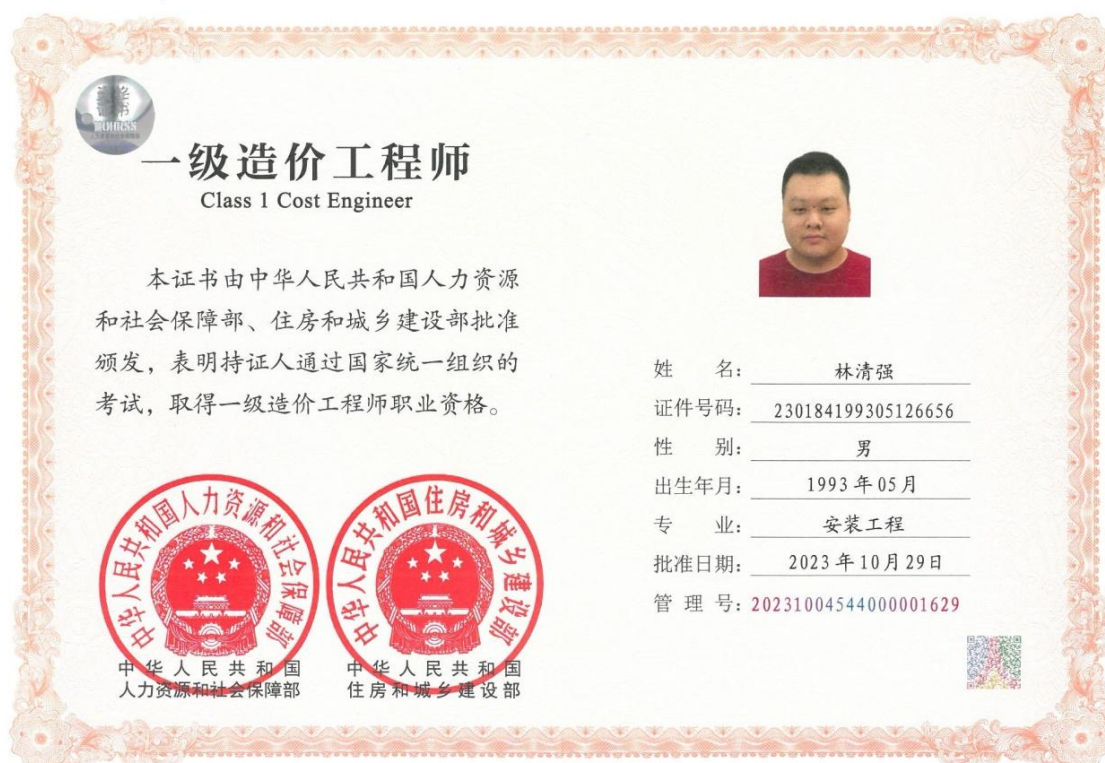 一级造价工程师
Class 1 Cost Engineer
本证书由中华人民共和国人力资源
和社会保障部、住房和城乡建设部批准
颁发，表明持证人通过国家统一组织的
考试，取得一级造价工程师职业资格。
中华人民共和国人力资源和社会保障部
中华人民共和国
人力资源和社会保障部
中华人民共和国住房和城乡建设部
中华人民共和国
住房和城乡建设部
姓 名： 林清强
证件号码： 230184199305126656
性 别： 男
出生年月： 1993年05月
专 业： 安装工程
批准日期： 2023年10月29日
管 理 号： 20231004544000001629